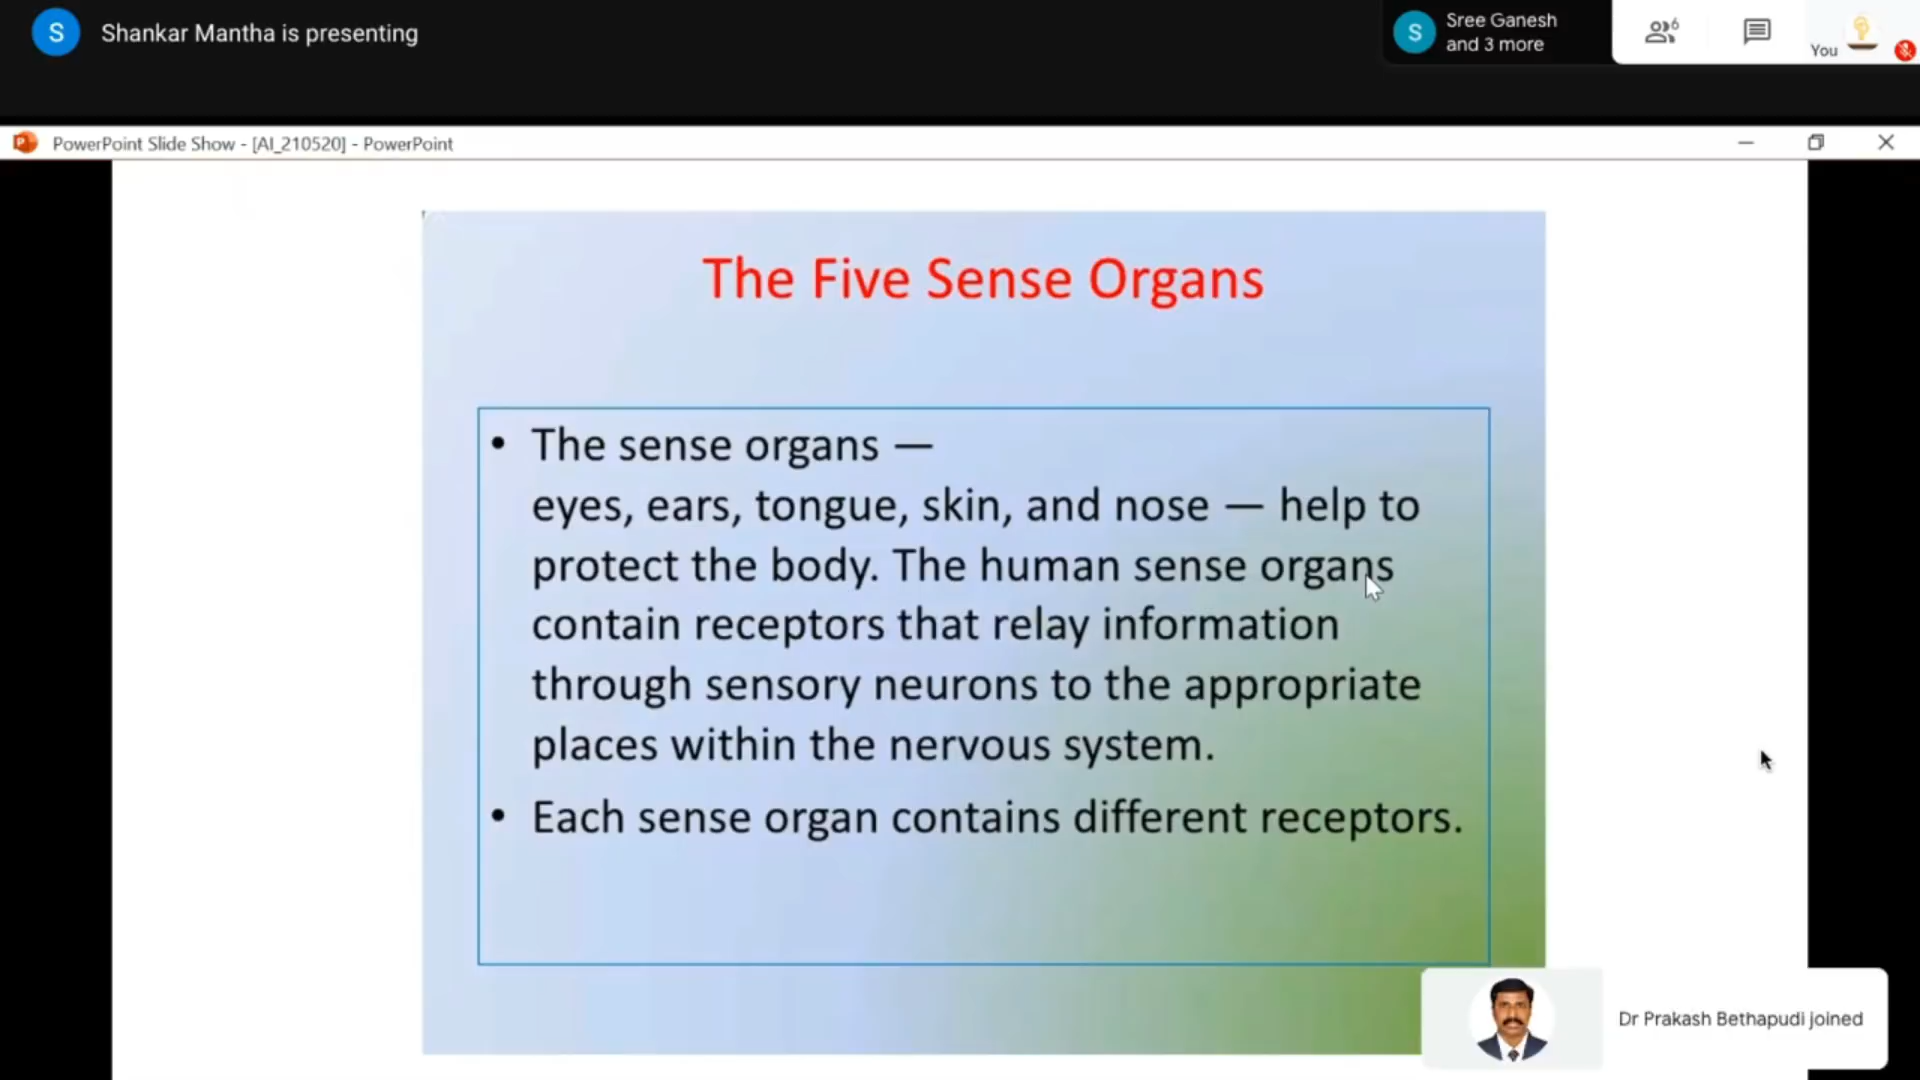 S
Shankar Mantha is presenting
S
Sree Ganesh
and 3 more
6
You
PowerPoint Slide Show - [AI_210520] - PowerPoint
The Five Sense Organs
• The sense organs —
eyes, ears, tongue, skin, and nose — help to
protect the body. The human sense organs
contain receptors that relay information
through sensory neurons to the appropriate
places within the nervous system.
• Each sense organ contains different receptors.
Dr Prakash Bethapudi joined